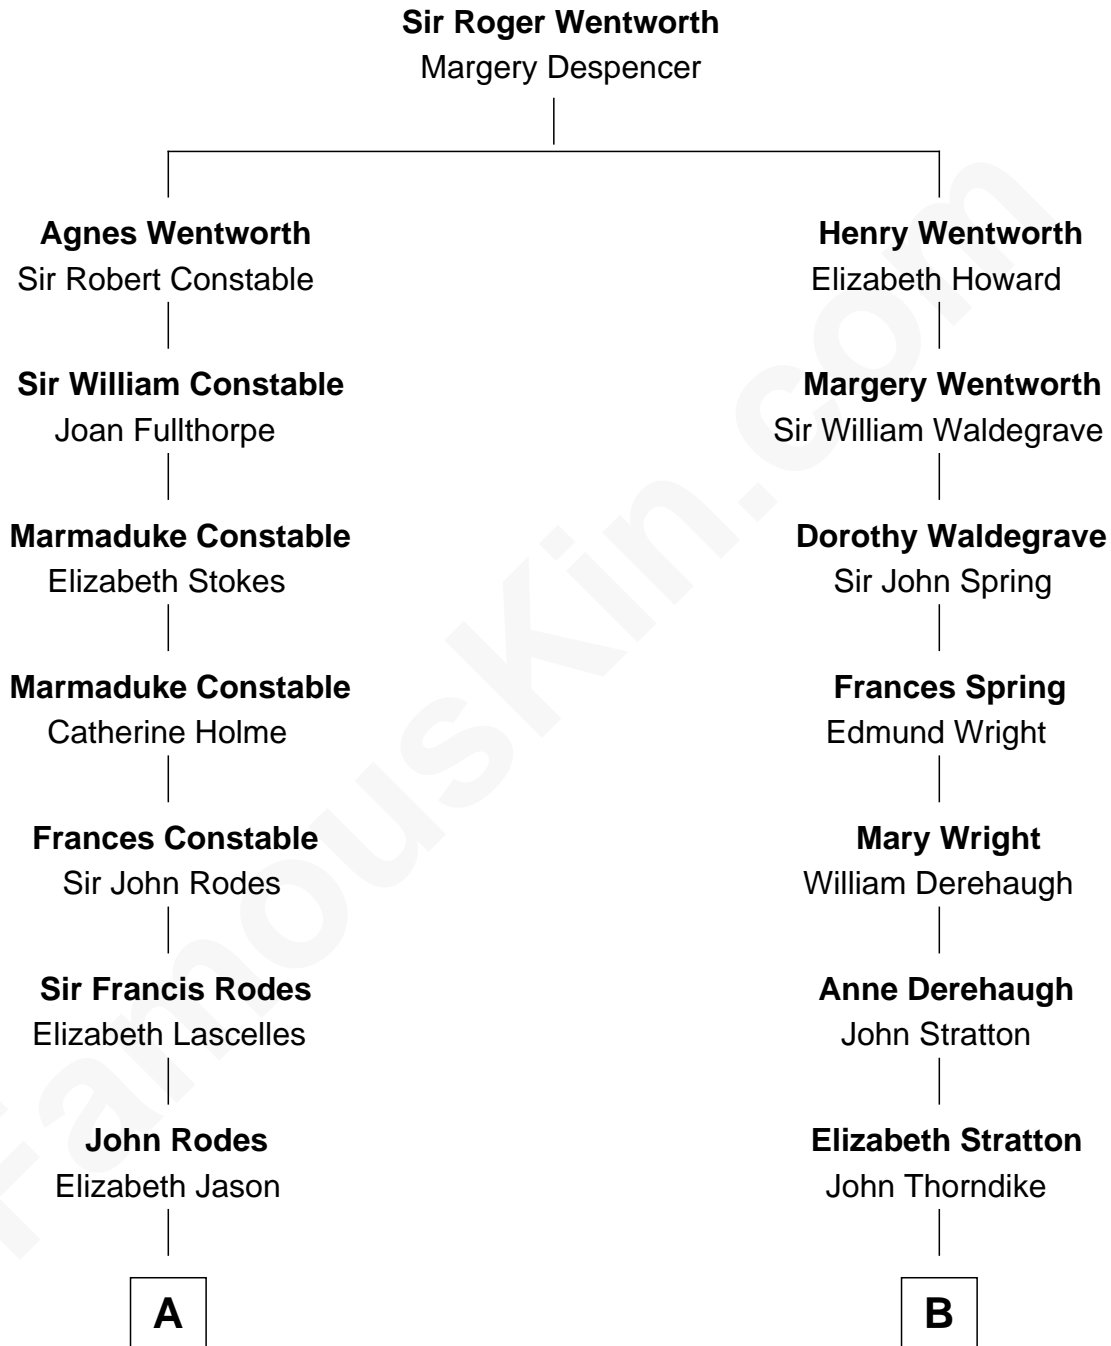 Sir Roger Wentworth
Margery Despencer
Agnes Wentworth
Sir Robert Constable
Henry Wentworth
Elizabeth Howard
Sir William Constable
Joan Fullthorpe
Margery Wentworth
Sir William Waldegrave
Marmaduke Constable
Elizabeth Stokes
Dorothy Waldegrave
Sir John Spring
Marmaduke Constable
Catherine Holme
Frances Spring
Edmund Wright
Frances Constable
Sir John Rodes
Mary Wright
William Derehaugh
Sir Francis Rodes
Elizabeth Lascelles
Anne Derehaugh
John Stratton
John Rodes
Elizabeth Jason
Elizabeth Stratton
John Thorndike
A
B
FamousKin.com